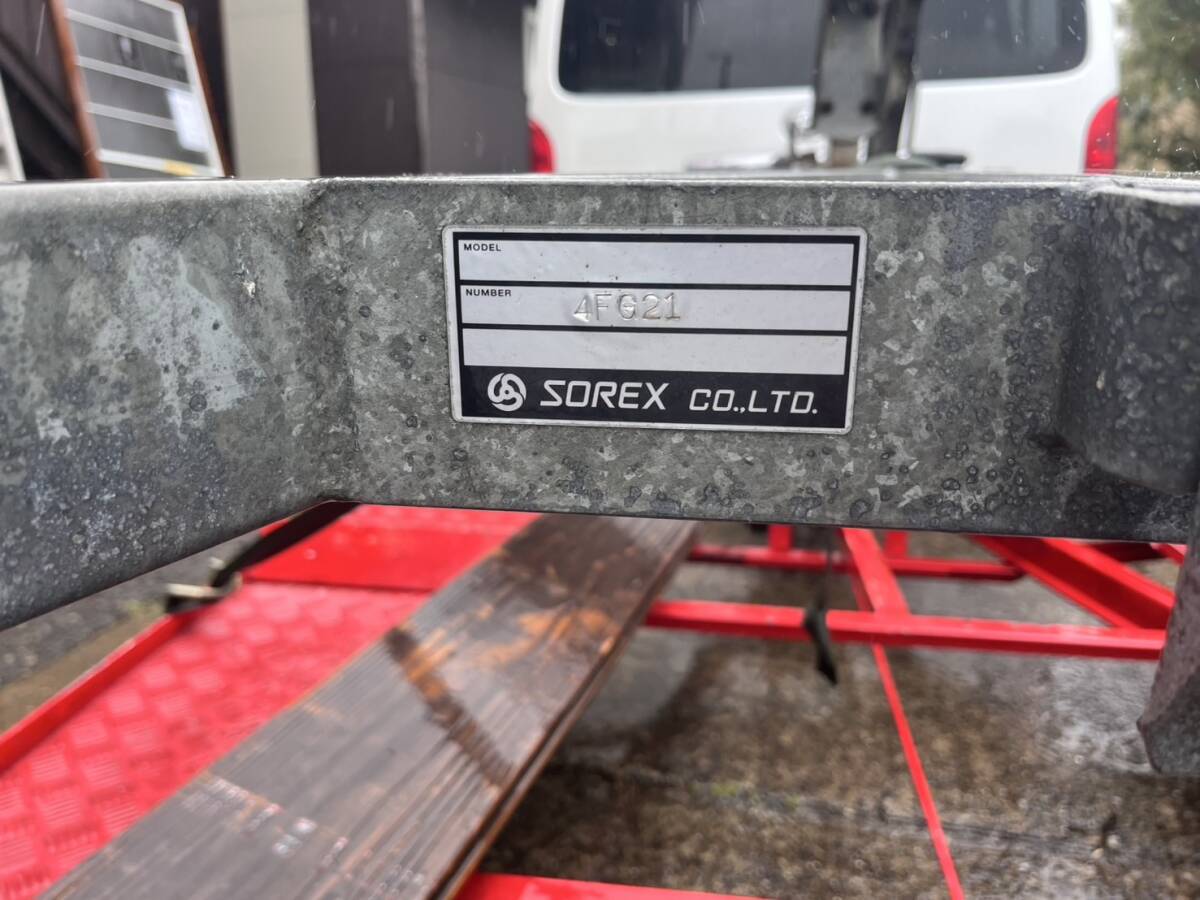 MODEL
NUMBER 4FG21
SOREX CO.,LTD.